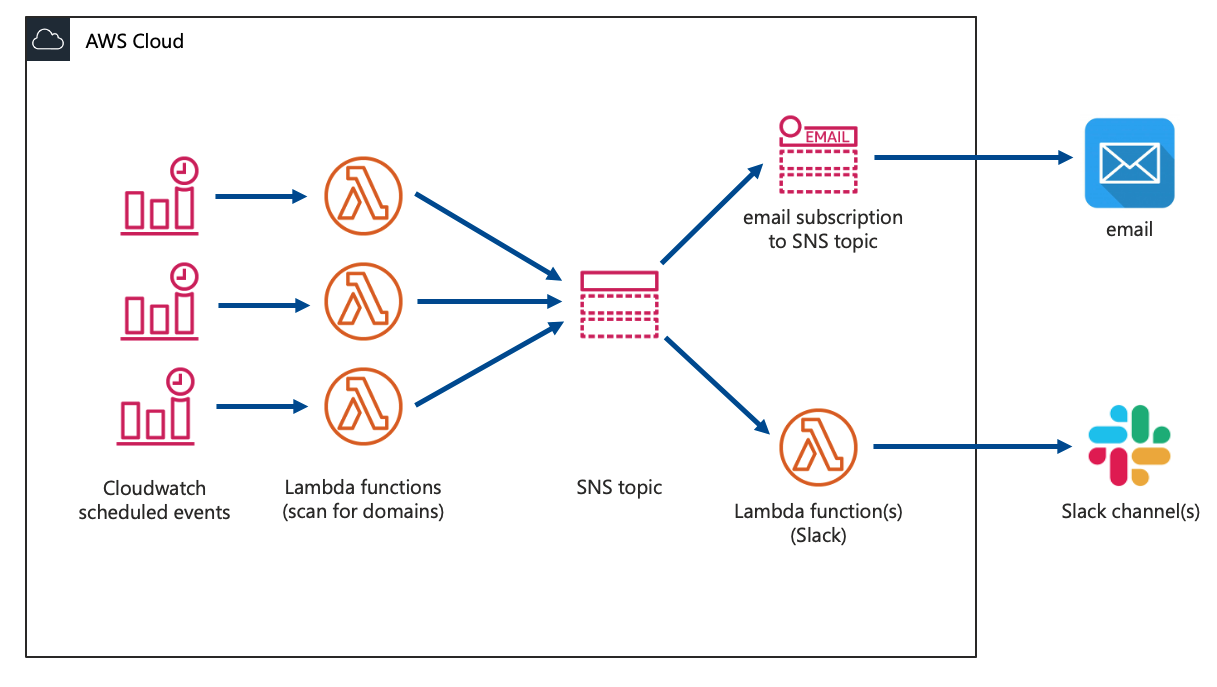 AWS Cloud
EMAIL
email subscription
to SNS topic
email
Cloudwatch
scheduled events
Lambda functions
(scan for domains)
SNS topic
Lambda function(s)
(Slack)
Slack channel(s)